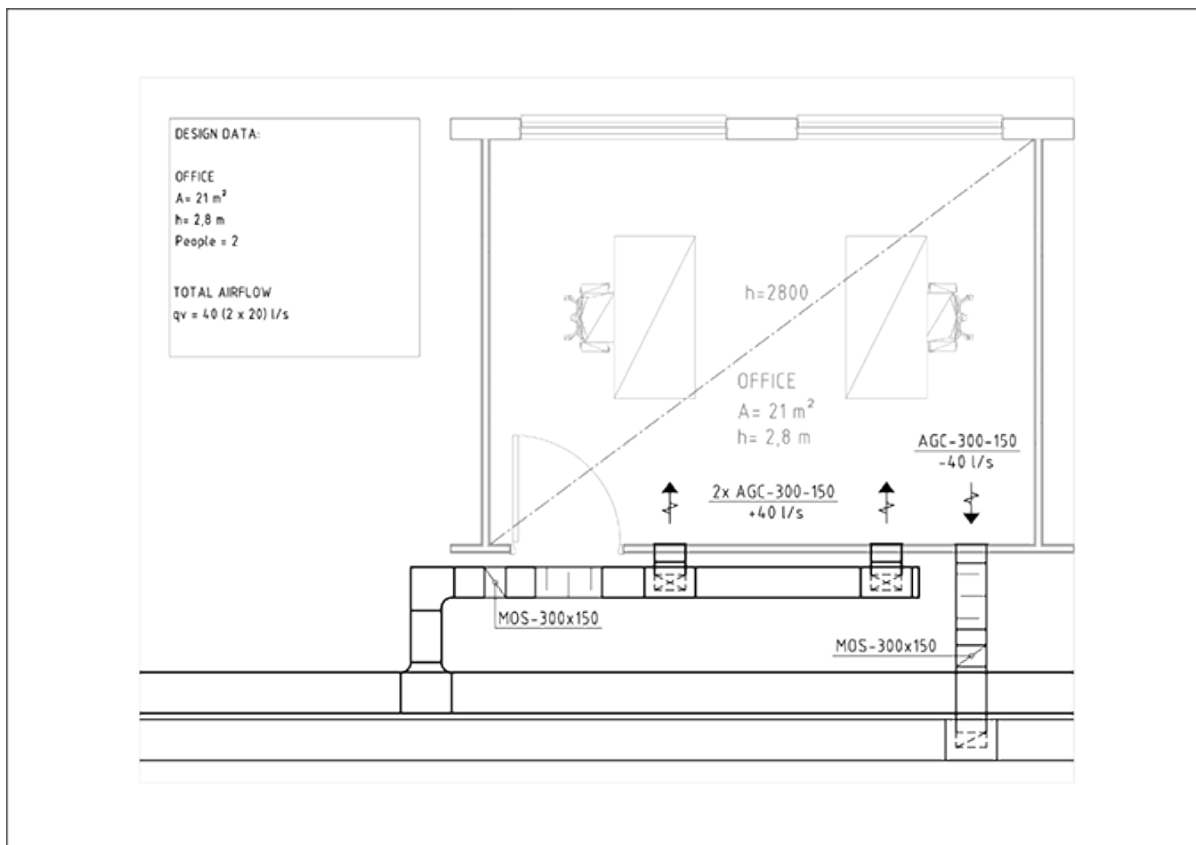 DESIGN DATA:
OFFICE
A= 21 m²
h= 2,8 m
People = 2
TOTAL AIRFLOW
qv = 40 (2 x 20) l/s
h=2800
OFFICE
A= 21 m²
h= 2,8 m
AGC-300-150
-40 l/s
2x AGC-300-150
+40 l/s
MOS-300x150
MOS-300x150